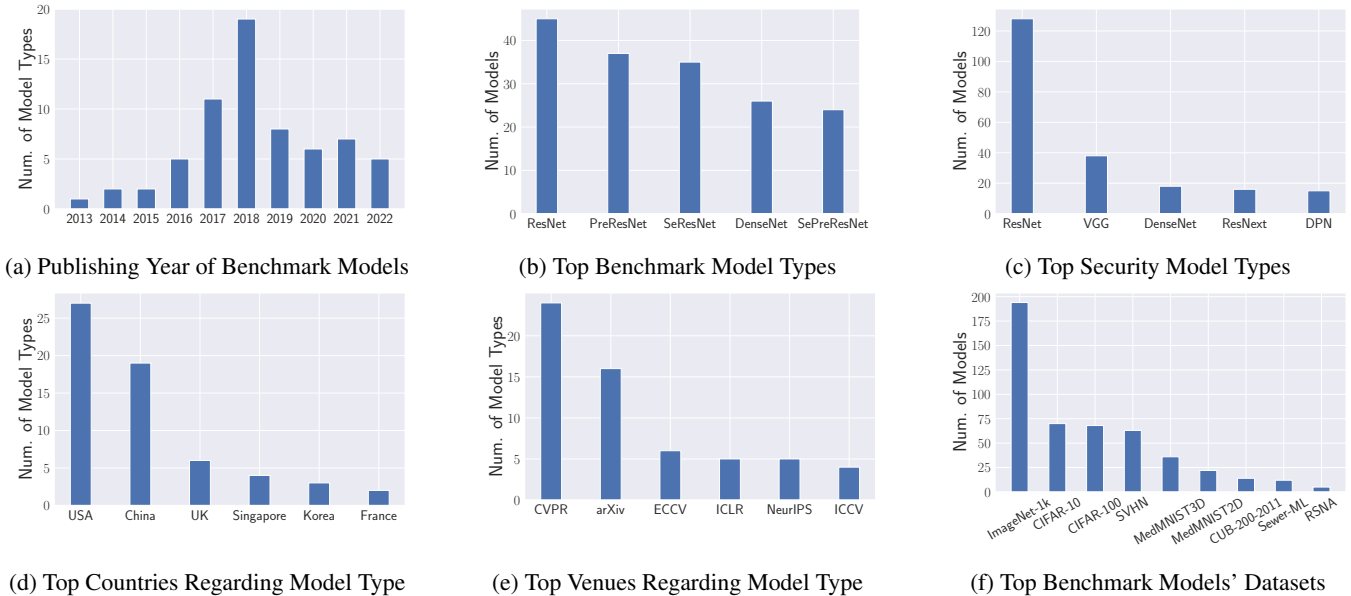 20
15
10
5
0
Num. of Model Types
2013 2014 2015 2016 2017 2018 2019 2020 2021 2022
(a) Publishing Year of Benchmark Models
40
30
20
10
0
Num. of Models
ResNet PreResNet SeResNet DenseNet SePreResNet
(b) Top Benchmark Model Types
120
100
80
60
40
20
0
Num. of Models
ResNet VGG DenseNet ResNext DPN
(c) Top Security Model Types
25
20
15
10
5
0
Num. of Model Types
USA China UK Singapore Korea France
(d) Top Countries Regarding Model Type
20
15
10
5
0
Num. of Model Types
CVPR arXiv ECCV ICLR NeurIPS ICCV
(e) Top Venues Regarding Model Type
200
175
150
125
100
75
50
25
0
Num. of Models
ImageNet-1k CIFAR-10 CIFAR-100 SVHN MedMNIST3D MedMNIST2D CUB-200-2011 Sewer-ML RSNA
(f) Top Benchmark Models' Datasets